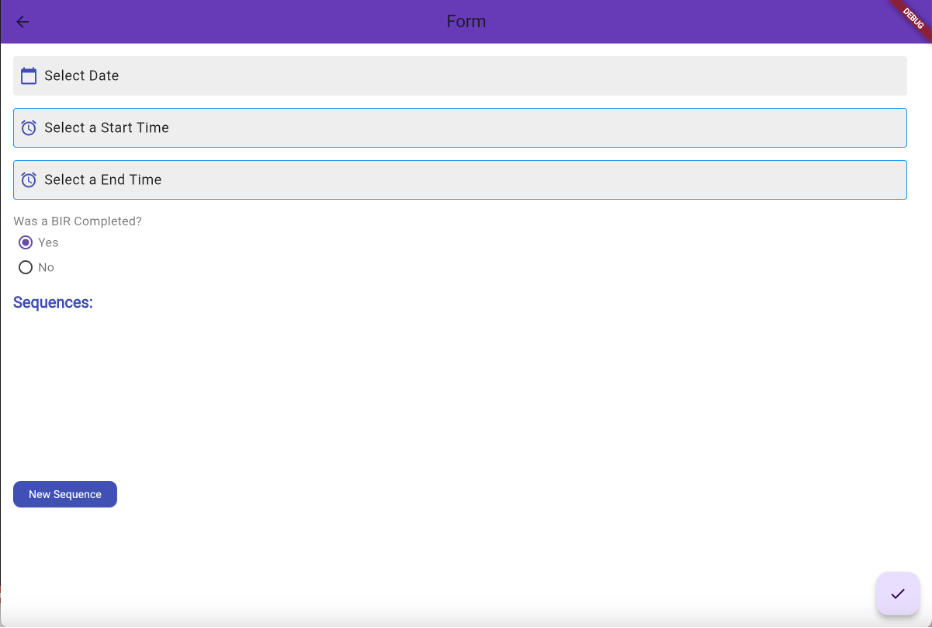 Form
DEBUG
Select Date
Select a Start Time
Select a End Time
Was a BIR Completed?
Yes
No
Sequences:
New Sequence